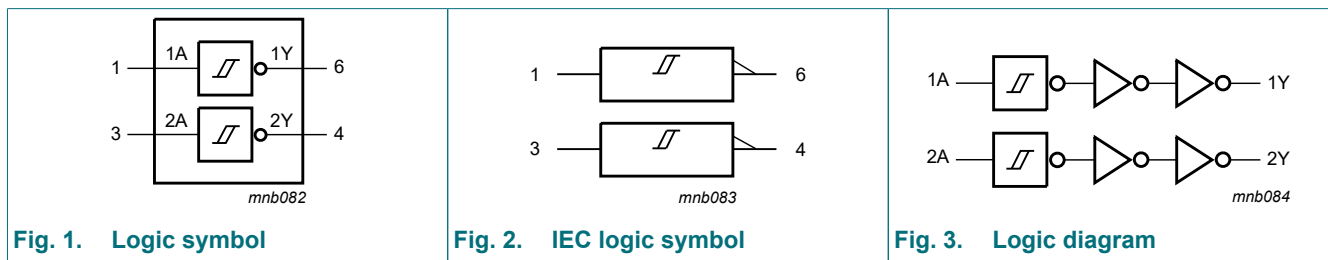 1 1A 1Y 6
3 2A 2Y 4
mnb082
Fig. 1. Logic symbol
1 6
3 4
mnb083
Fig. 2. IEC logic symbol
1A 1Y
2A 2Y
mnb084
Fig. 3. Logic diagram